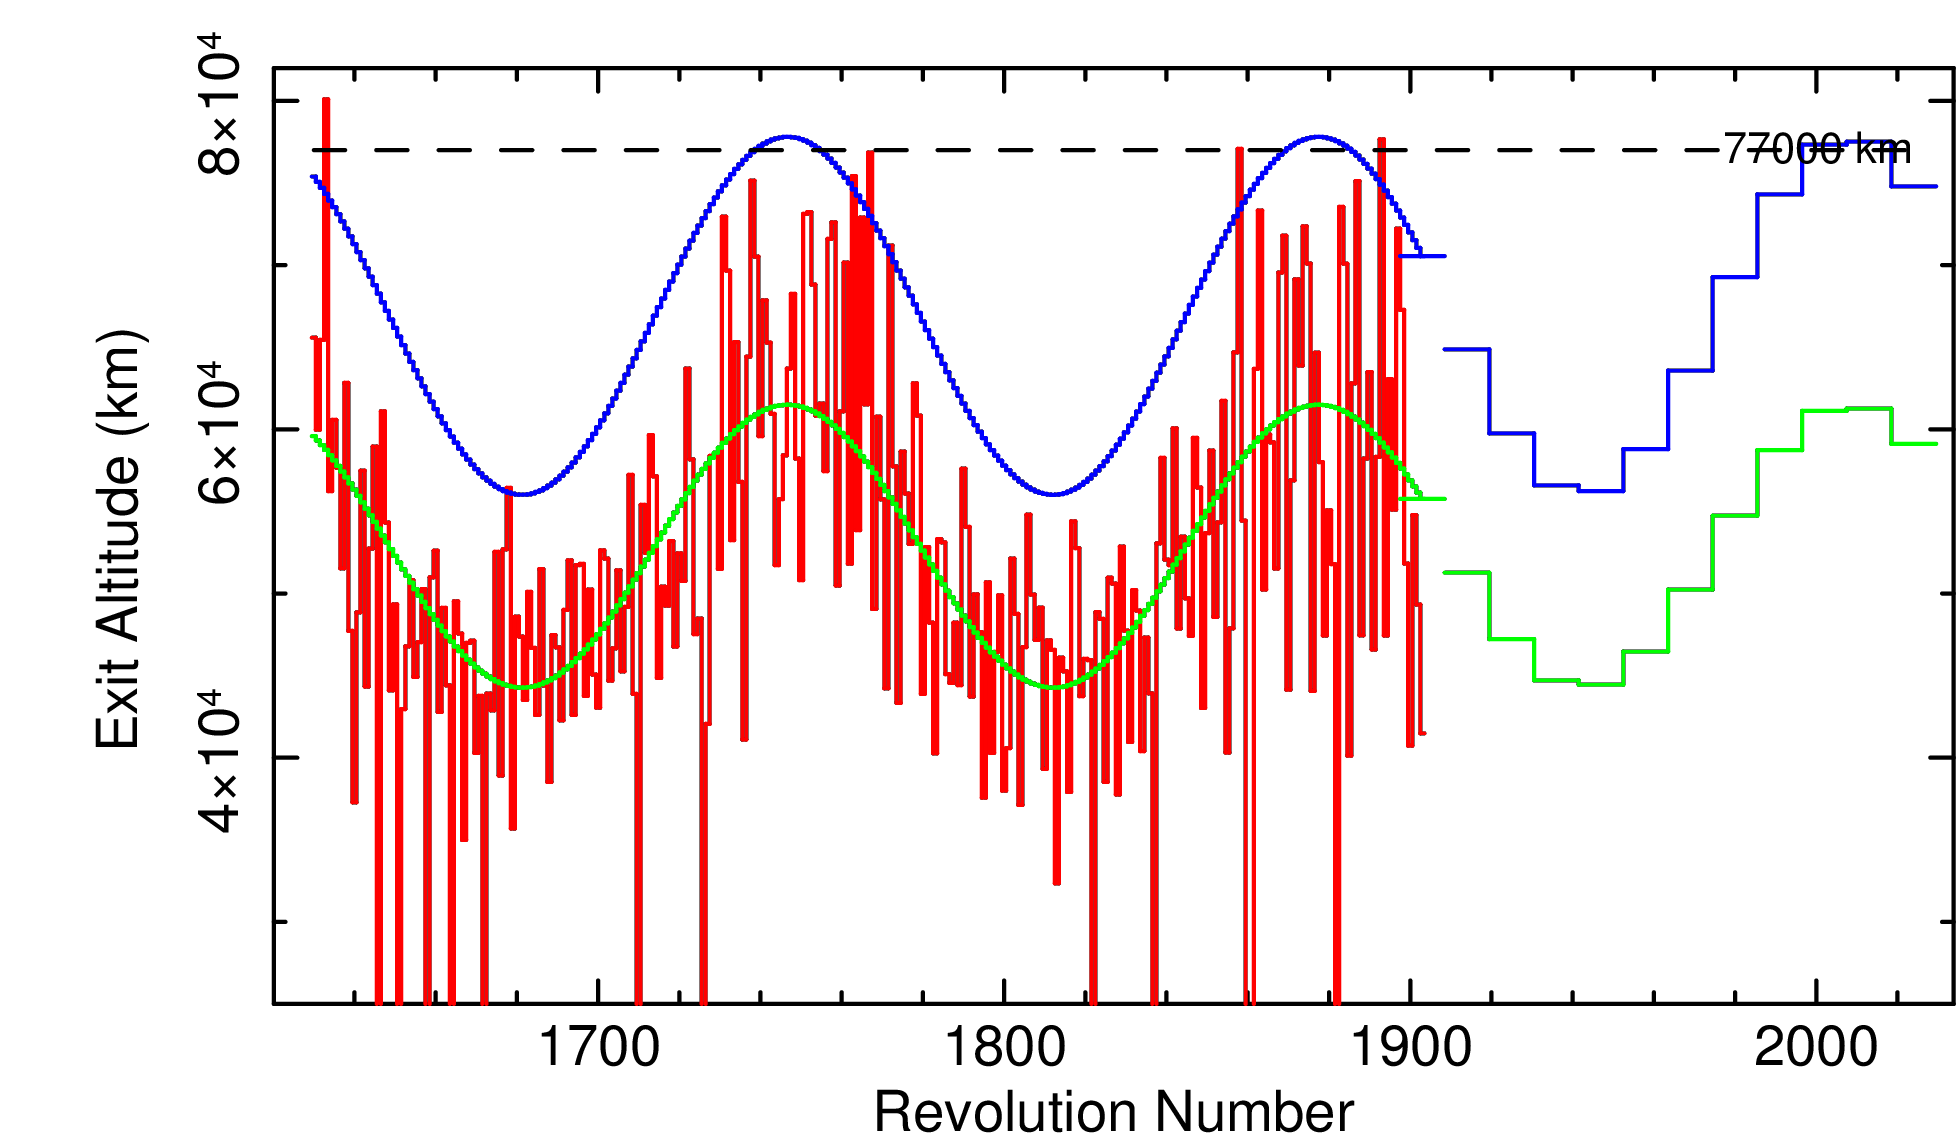 8×10⁴
6×10⁴
4×10⁴
Exit Altitude (km)
77000 km
1700 1800 1900 2000
Revolution Number